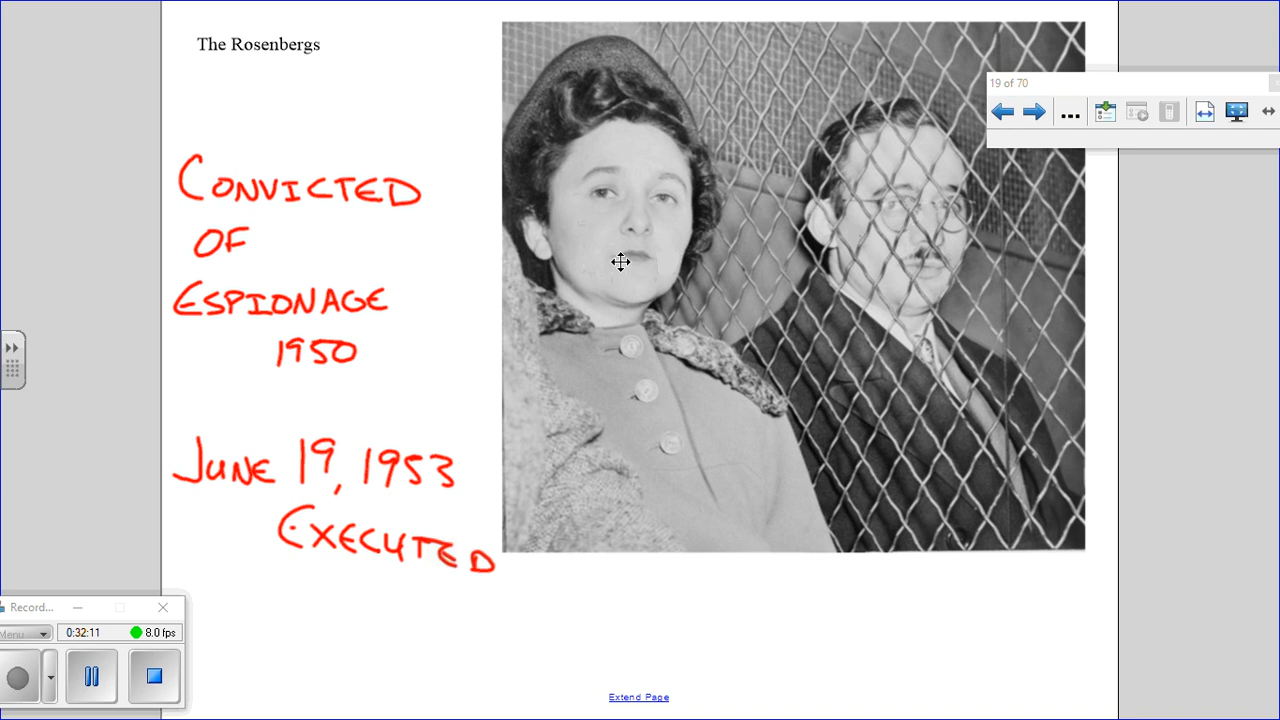 The Rosenbergs
19 of 70
CONVICTED
OF
ESPIONAGE
1950
JUNE 19, 1953
EXECUTED
Record...
Menu
0:32:11
8.0 fps
Extend Page